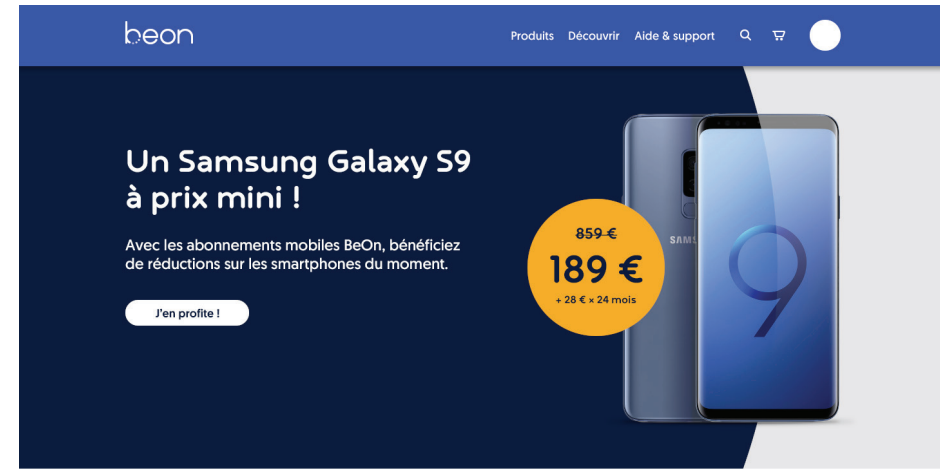 beon
Produits Découvrir Aide & support
Un Samsung Galaxy S9
à prix mini !
Avec les abonnements mobiles BeOn, bénéficiez
de réductions sur les smartphones du moment.
J'en profite !
859 €
189 €
+ 28 € × 24 mois
SAMS
9